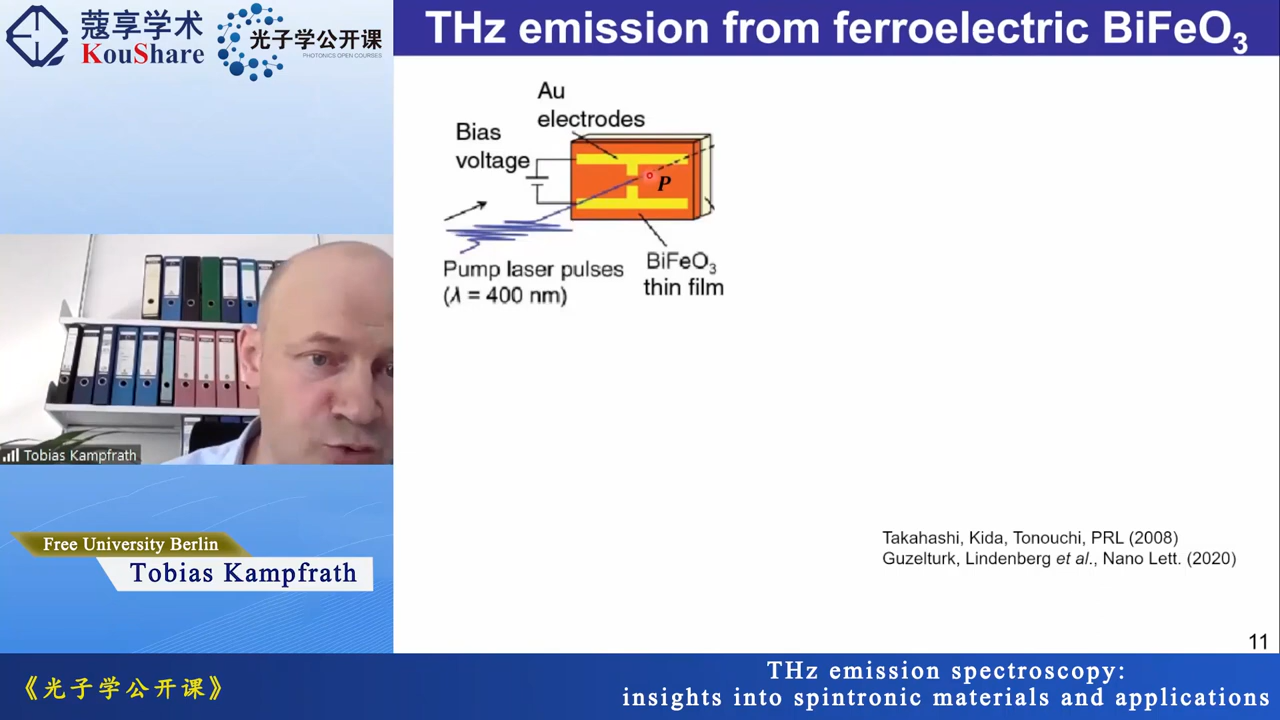 蔻享学术
KouShare
光子学公开课
PHOTONICS OPEN COURSES
THz emission from ferroelectric BiFeO₃
Au
electrodes
Bias
voltage
P
Pump laser pulses
(λ = 400 nm)
BiFeO₃
thin film
Tobias Kampfrath
Free University Berlin
Tobias Kampfrath
Takahashi, Kida, Tonouchi, PRL (2008)
Guzelturk, Lindenberg et al., Nano Lett. (2020)
11
《光子学公开课》
THz emission spectroscopy:
insights into spintronic materials and applications